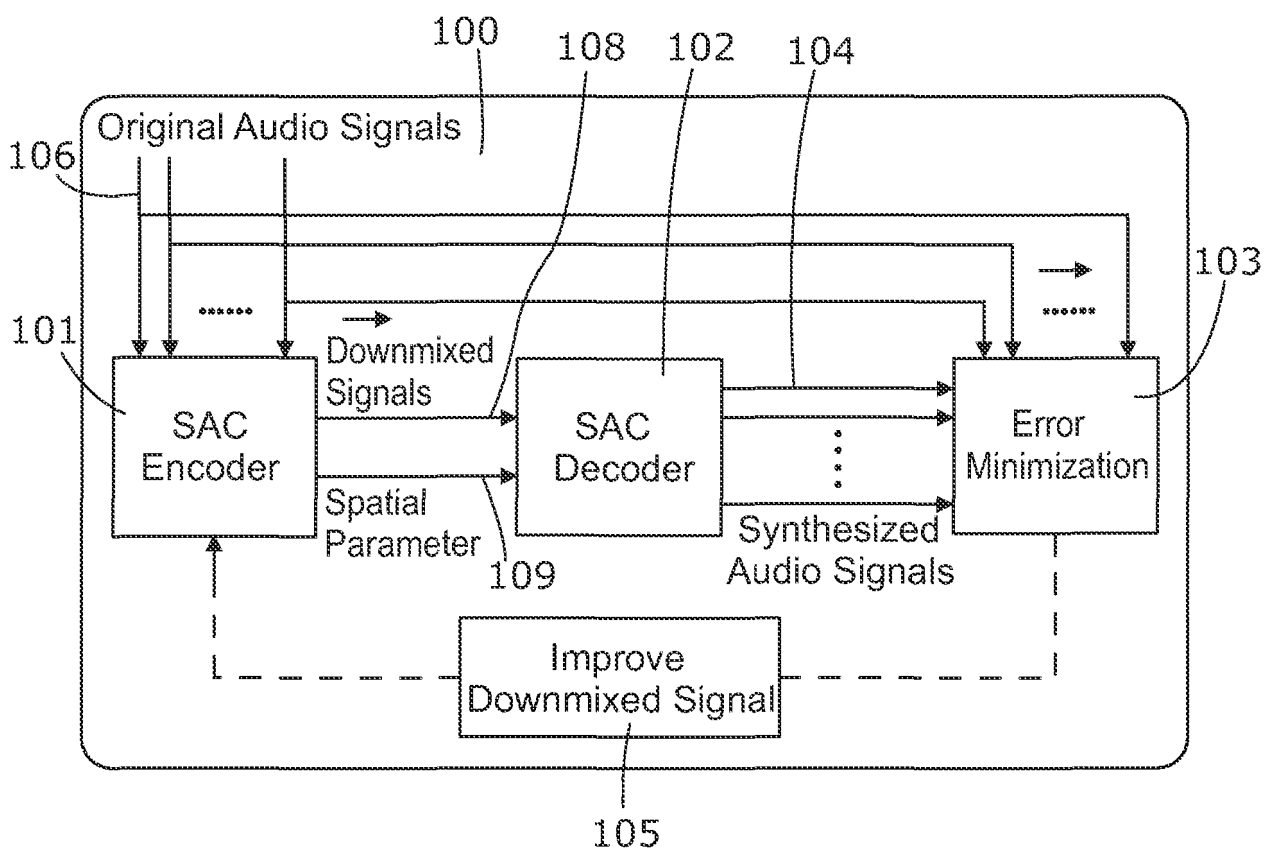 100
108
102
104
Original Audio Signals
106
103
101
Downmixed
Signals
SAC
Encoder
SAC
Decoder
Error
Minimization
Spatial
Parameter
109
Synthesized
Audio Signals
Improve
Downmixed Signal
105